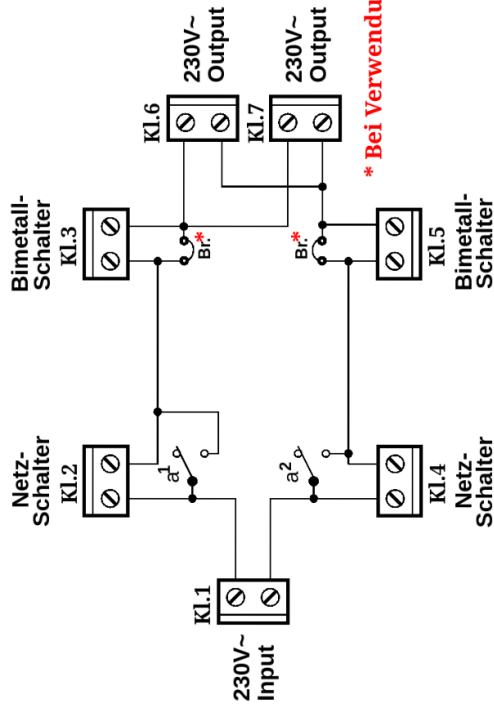 230V~
Output
230V~
Output
Kl.6
Kl.7
* Bei Verwendu
Bimetall-
Schalter
Kl.3
Br.*
Br.*
Kl.5
Bimetall-
Schalter
Netz-
Schalter
Kl.2
a1
a2
Kl.4
Netz-
Schalter
Kl.1
230V~
Input